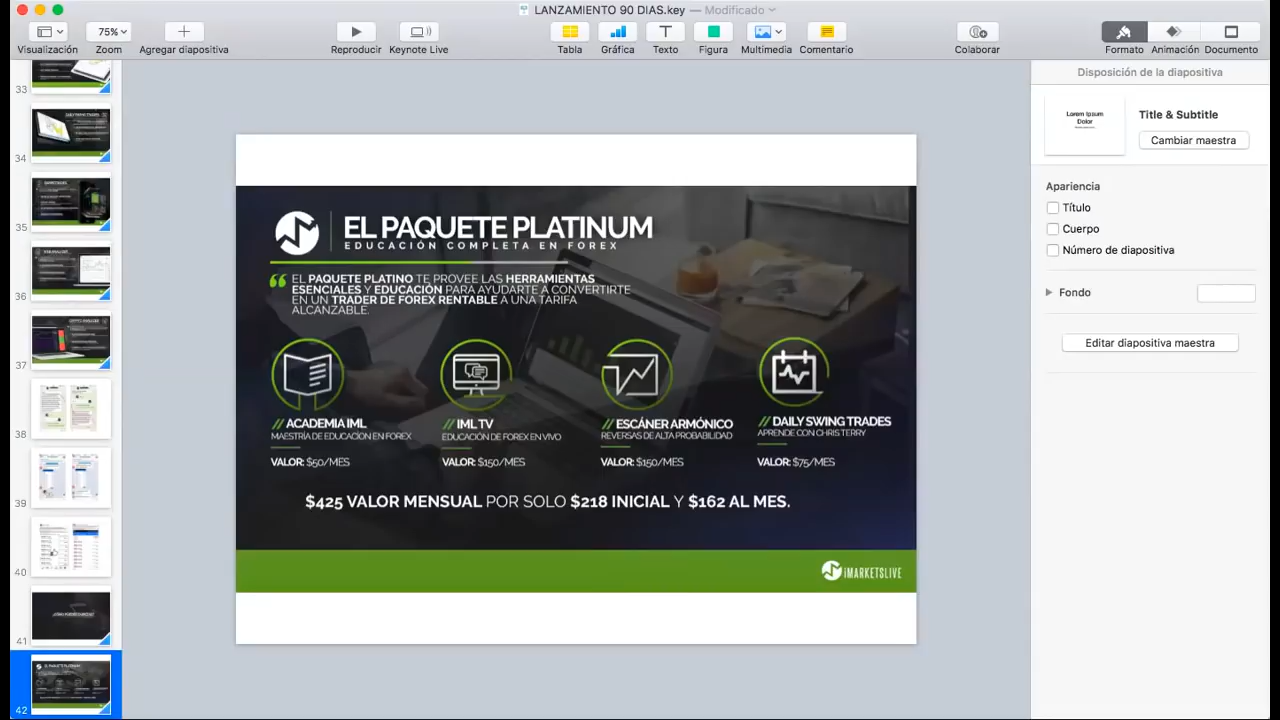 LANZAMIENTO 90 DIAS.key — Modificado
75%
Visualización Zoom Agregar diapositiva Reproducir Keynote Live Tabla Gráfica Texto Figura Multimedia Comentario Colaborar Formato Animación Documento
Disposición de la diapositiva
Lorem Ipsum
Dolor
Title & Subtitle
Cambiar maestra
Apariencia
Título
Cuerpo
Número de diapositiva
Fondo
Editar diapositiva maestra
33
34
35
36
37
38
39
40
41
42
EL PAQUETE PLATINUM
EDUCACIÓN COMPLETA EN FOREX
EL PAQUETE PLATINO TE PROVEE LAS HERRAMIENTAS
ESENCIALES Y EDUCACIÓN PARA AYUDARTE A CONVERTIRTE
EN UN TRADER DE FOREX RENTABLE A UNA TARIFA
ALCANZABLE.
// ACADEMIA IML
MAESTRÍA DE EDUCACIÓN EN FOREX
VALOR: $50/MES
// IML TV
EDUCACIÓN DE FOREX EN VIVO
VALOR: $150/MES
// ESCÁNER ARMÓNICO
REVERSAS DE ALTA PROBABILIDAD
VALOR: $150/MES
// DAILY SWING TRADES
APRENDE CON CHRIS TERRY
VALOR: $75/MES
$425 VALOR MENSUAL POR SOLO $218 INICIAL Y $162 AL MES.
iMARKETSLIVE